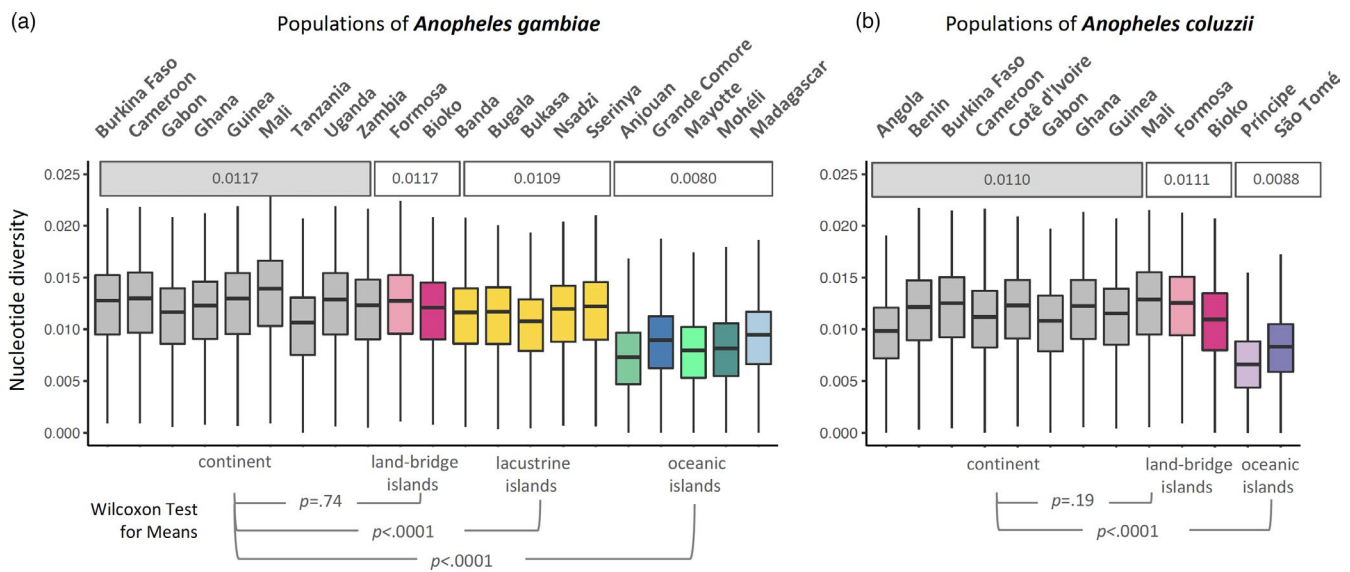 (a)
Populations of Anopheles gambiae
Burkina Faso
Cameroon
Gabon
Ghana
Guinea
Mali
Tanzania
Uganda
Zambia
Formosa
Bioko
Banda
Bugala
Bukasa
Nsadzi
Sserinya
Anjouan
Grande Comore
Mayotte
Mohéli
Madagascar
0.0117
0.0117
0.0109
0.0080
Nucleotide diversity
0.025
0.020
0.015
0.010
0.005
0.000
continent
land-bridge
islands
lacustrine
islands
oceanic
islands
Wilcoxon Test
for Means
p=.74
p<.0001
p<.0001
(b)
Populations of Anopheles coluzzii
Angola
Benin
Burkina Faso
Cameroon
Cotê d'Ivoire
Gabon
Ghana
Guinea
Mali
Formosa
Bioko
Príncipe
São Tomé
0.0110
0.0111
0.0088
0.025
0.020
0.015
0.010
0.005
0.000
continent
land-bridge
islands
oceanic
islands
p=.19
p<.0001